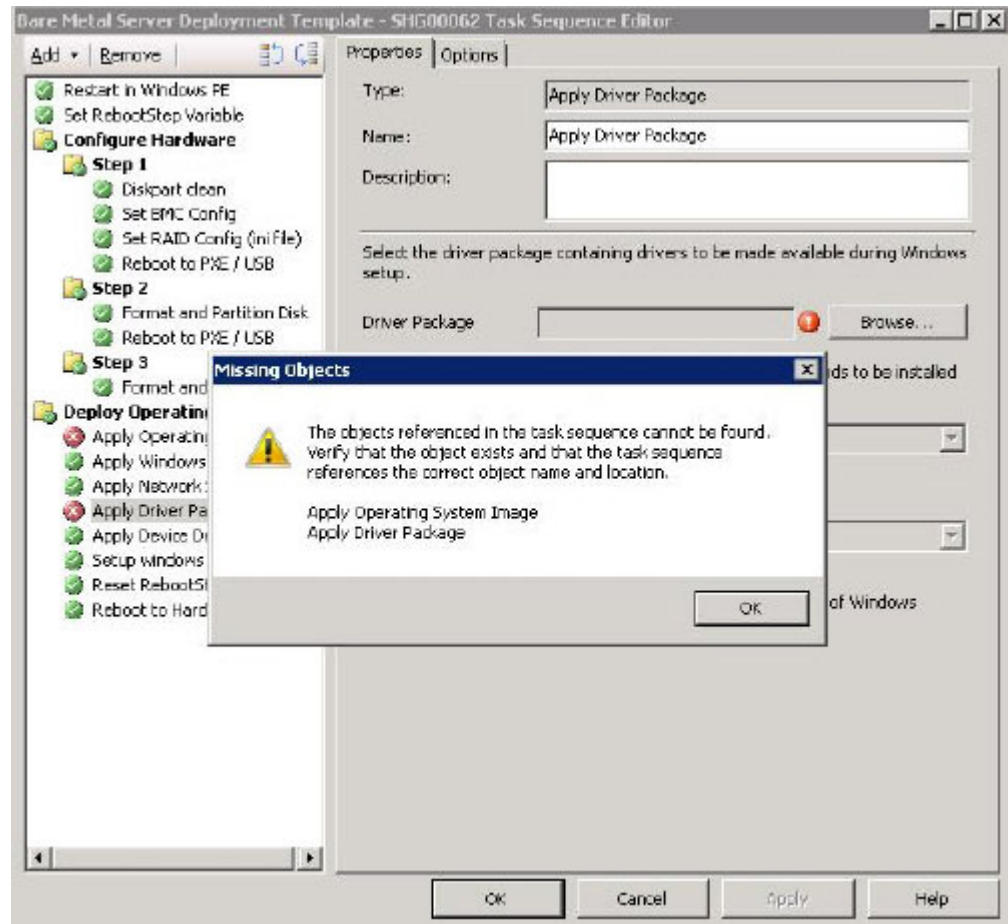 Bare Metal Server Deployment Template - SHG00062 Task Sequence Editor
Add Remove
Properties Options
Restart in Windows PE
Set RebootStep Variable
Configure Hardware
Step 1
Diskpart clean
Set BMC Config
Set RAID Config (ini file)
Reboot to PXE / USB
Step 2
Format and Partition Disk
Reboot to PXE / USB
Step 3
Format and
Deploy Operatin
Apply Operating
Apply Windows
Apply Network
Apply Driver Pa
Apply Device Dr
Setup windows
Reset RebootSt
Reboot to Hard
Type: Apply Driver Package
Name: Apply Driver Package
Description:
Select the driver package containing drivers to be made available during Windows
setup.
Driver Package Browse...
ds to be installed
of Windows
Missing Objects
The objects referenced in the task sequence cannot be found.
Verify that the object exists and that the task sequence
references the correct object name and location.
Apply Operating System Image
Apply Driver Package
OK
OK Cancel Apply Help